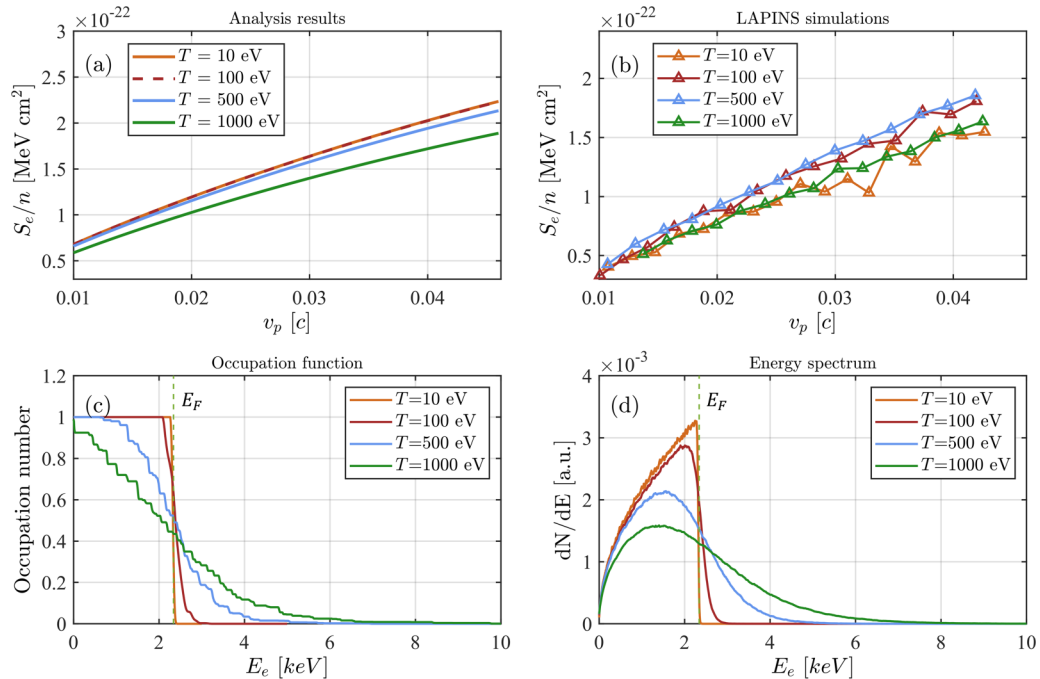 Analysis results
×10⁻²²
(a)
T = 10 eV
T = 100 eV
T = 500 eV
T = 1000 eV
3
2.5
2
1.5
1
0.5
0.01 0.02 0.03 0.04
S_e/n [MeV cm²]
v_p [c]
LAPINS simulations
×10⁻²²
(b)
T=10 eV
T=100 eV
T=500 eV
T=1000 eV
2
1.5
1
0.5
0.01 0.02 0.03 0.04
S_e/n [MeV cm²]
v_p [c]
Occupation function
(c)
E_F
T=10 eV
T=100 eV
T=500 eV
T=1000 eV
1.2
1
0.8
0.6
0.4
0.2
0
0 2 4 6 8 10
Occupation number
E_e [keV]
Energy spectrum
×10⁻³
(d)
E_F
T=10 eV
T=100 eV
T=500 eV
T=1000 eV
4
3
2
1
0
0 2 4 6 8 10
dN/dE [a.u.]
E_e [keV]